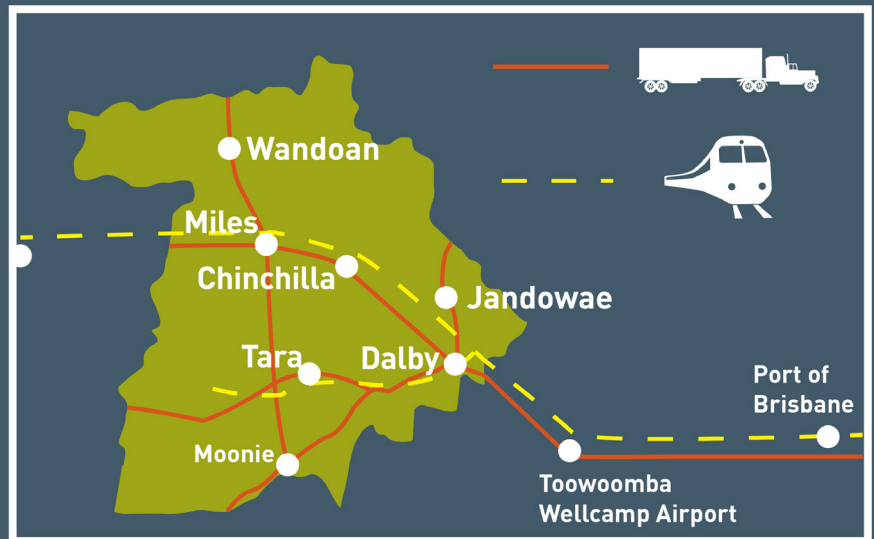 Wandoan
Miles
Chinchilla
Jandowae
Tara
Dalby
Port of
Brisbane
Moonie
Toowoomba
Wellcamp Airport